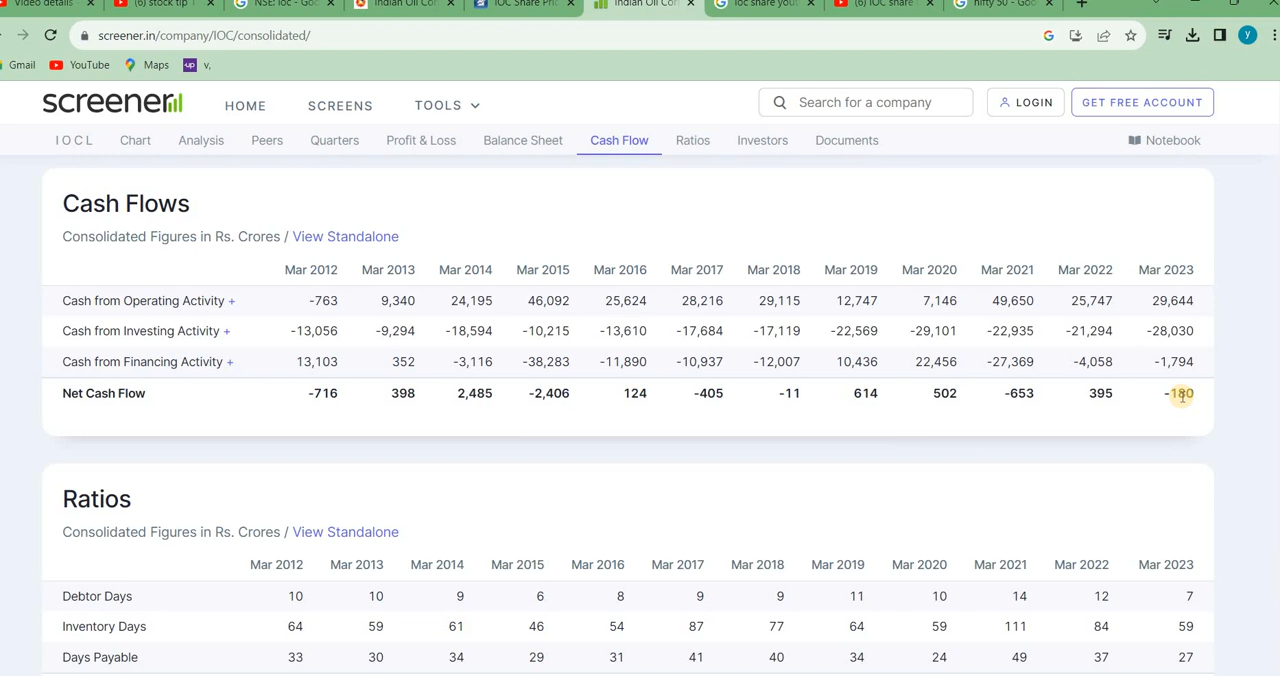 Video details - (6) stock tip NSE: ioc - Goo Indian Oil Cor IOC Share Pric Indian Oil Con ioc share yout (6) IOC share nifty 50 - Goo
screener.in/company/IOC/consolidated/
Gmail YouTube Maps up v,
screener HOME SCREENS TOOLS Search for a company LOGIN GET FREE ACCOUNT
I O C L Chart Analysis Peers Quarters Profit & Loss Balance Sheet Cash Flow Ratios Investors Documents Notebook
Cash Flows
Consolidated Figures in Rs. Crores / View Standalone
Mar 2012 Mar 2013 Mar 2014 Mar 2015 Mar 2016 Mar 2017 Mar 2018 Mar 2019 Mar 2020 Mar 2021 Mar 2022 Mar 2023
Cash from Operating Activity + -763 9,340 24,195 46,092 25,624 28,216 29,115 12,747 7,146 49,650 25,747 29,644
Cash from Investing Activity + -13,056 -9,294 -18,594 -10,215 -13,610 -17,684 -17,119 -22,569 -29,101 -22,935 -21,294 -28,030
Cash from Financing Activity + 13,103 352 -3,116 -38,283 -11,890 -10,937 -12,007 10,436 22,456 -27,369 -4,058 -1,794
Net Cash Flow -716 398 2,485 -2,406 124 -405 -11 614 502 -653 395 -180
Ratios
Consolidated Figures in Rs. Crores / View Standalone
Mar 2012 Mar 2013 Mar 2014 Mar 2015 Mar 2016 Mar 2017 Mar 2018 Mar 2019 Mar 2020 Mar 2021 Mar 2022 Mar 2023
Debtor Days 10 10 9 6 8 9 9 11 10 14 12 7
Inventory Days 64 59 61 46 54 87 77 64 59 111 84 59
Days Payable 33 30 34 29 31 41 40 34 24 49 37 27